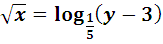 √x = log_{1/5}(y − 3)